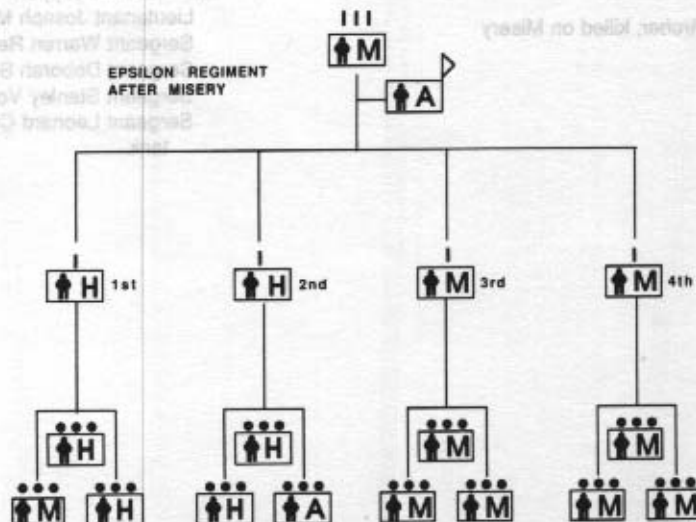 III
M
EPSILON REGIMENT
AFTER MISERY
A
I I I I
H 1st H 2nd M 3rd M 4th
H H M M
M H H A M M M M